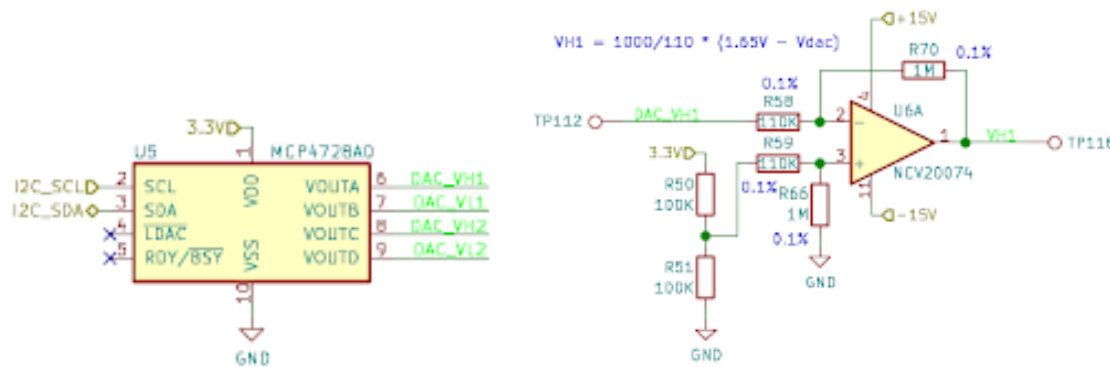 3.3V
U5
MCP4728A0
I2C_SCL
2
SCL
1
VDD
VOUTA
6
DAC_VH1
I2C_SDA
3
SDA
VOUTB
7
DAC_VL1
4
LDAC
VOUTC
8
DAC_VH2
5
RDY/BSY
VSS
VOUTD
9
DAC_VL2
10
GND
VH1 = 1000/110 * (1.65V - Vdac)
+15V
R70
0.1%
1M
0.1%
R58
U6A
TP112
DAC_VH1
110K
2
4
3.3V
R59
1
VH1
TP116
110K
3
NCV20074
R50
100K
0.1%
R66
1M
11
-15V
0.1%
R51
100K
GND
GND